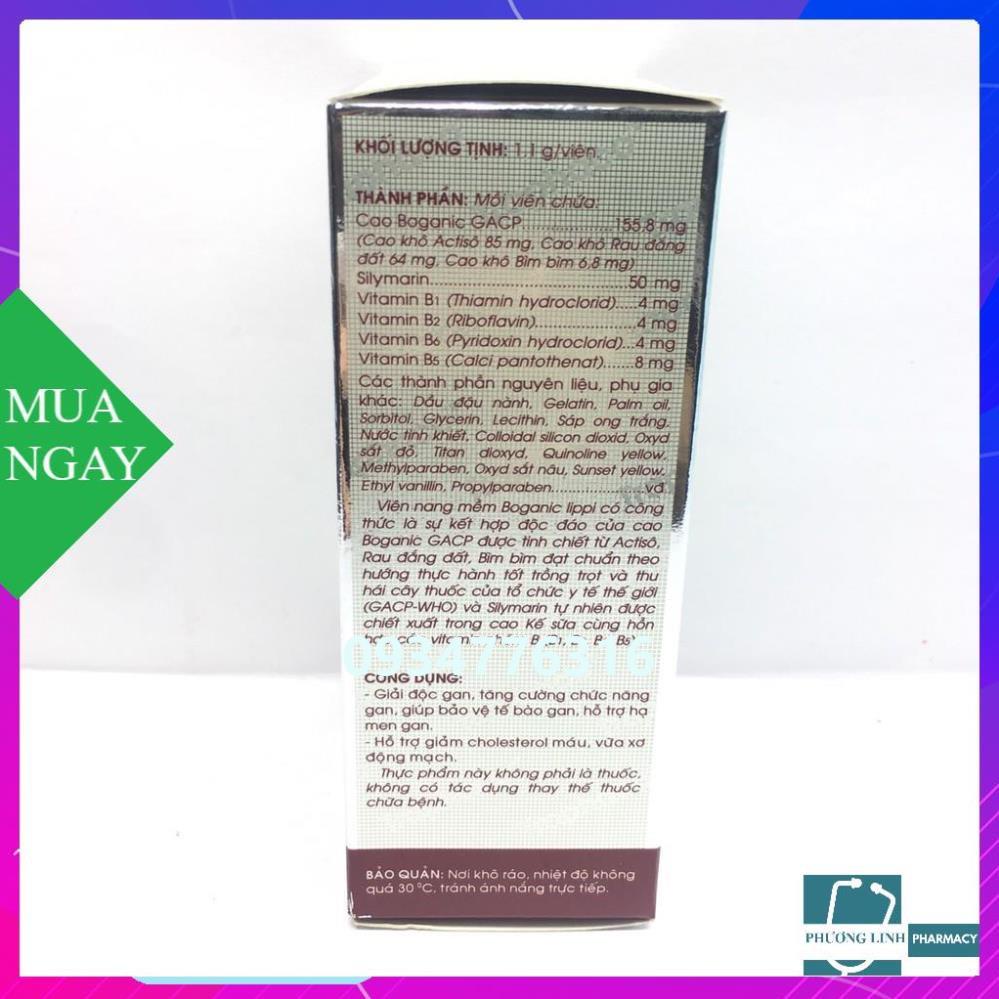 KHỐI LƯỢNG TỊNH: 1.1 g/viên.
THÀNH PHẦN: Mỗi viên chứa:
Cao Boganic GACP....................155,8 mg
(Cao khô Actisô 85 mg, Cao khô Rau đắng
đất 64 mg, Cao khô Bìm bìm 6,8 mg)
Silymarin....................................50 mg
Vitamin B1 (Thiamin hydroclorid)....4 mg
Vitamin B2 (Riboflavin)..................4 mg
Vitamin B6 (Pyridoxin hydroclorid)...4 mg
Vitamin B5 (Calci pantothenat)......8 mg
Các thành phần nguyên liệu, phụ gia
khác: Dầu đậu nành, Gelatin, Palm oil,
Sorbitol, Glycerin, Lecithin, Sáp ong trắng,
Nước tinh khiết, Colloidal silicon dioxid, Oxyd
sắt đỏ, Titan dioxyd, Quinoline yellow,
Methylparaben, Oxyd sắt nâu, Sunset yellow,
Ethyl vanillin, Propylparaben...............vđ
Viên nang mềm Boganic lippi có công
thức là sự kết hợp độc đáo của cao
Boganic GACP được tinh chiết từ Actisô,
Rau đắng đất, Bìm bìm đạt chuẩn theo
hướng thực hành tốt trồng trọt và thu
hái cây thuốc của tổ chức y tế thế giới
(GACP-WHO) và Silymarin tự nhiên được
chiết xuất trong cao Kế sữa cùng hỗn
vitamin
0934776316
CÔNG DỤNG:
- Giải độc gan, tăng cường chức năng
gan, giúp bảo vệ tế bào gan, hỗ trợ hạ
men gan.
- Hỗ trợ giảm cholesterol máu, vữa xơ
động mạch.
Thực phẩm này không phải là thuốc,
không có tác dụng thay thế thuốc
chữa bệnh.
BẢO QUẢN: Nơi khô ráo, nhiệt độ không
quá 30 °C, tránh ánh nắng trực tiếp.
MUA
NGAY
PHƯƠNG LINH PHARMACY